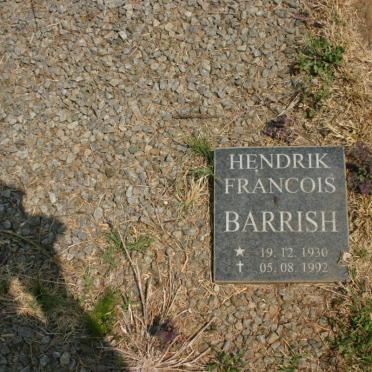 HENDRIK
FRANCOIS
BARRISH
★ 19.12.1930
✝ 05.08.1992